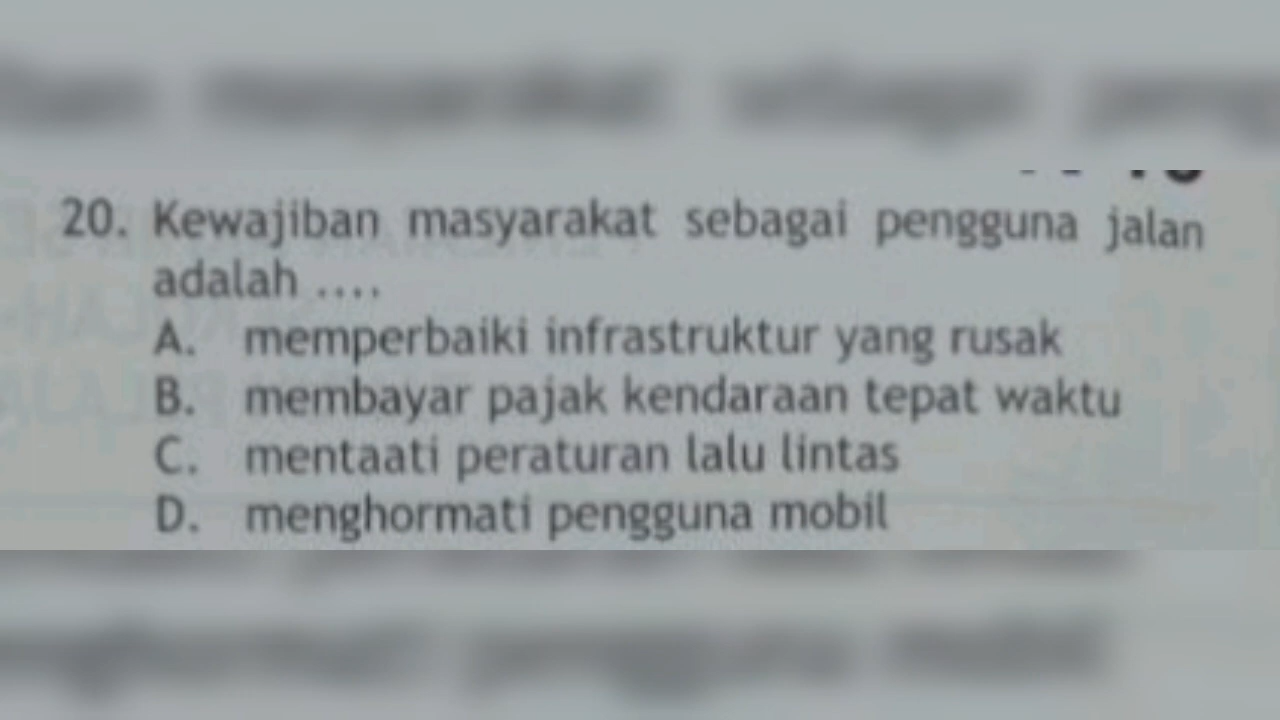 20. Kewajiban masyarakat sebagai pengguna jalan
adalah ....
A. memperbaiki infrastruktur yang rusak
B. membayar pajak kendaraan tepat waktu
C. mentaati peraturan lalu lintas
D. menghormati pengguna mobil